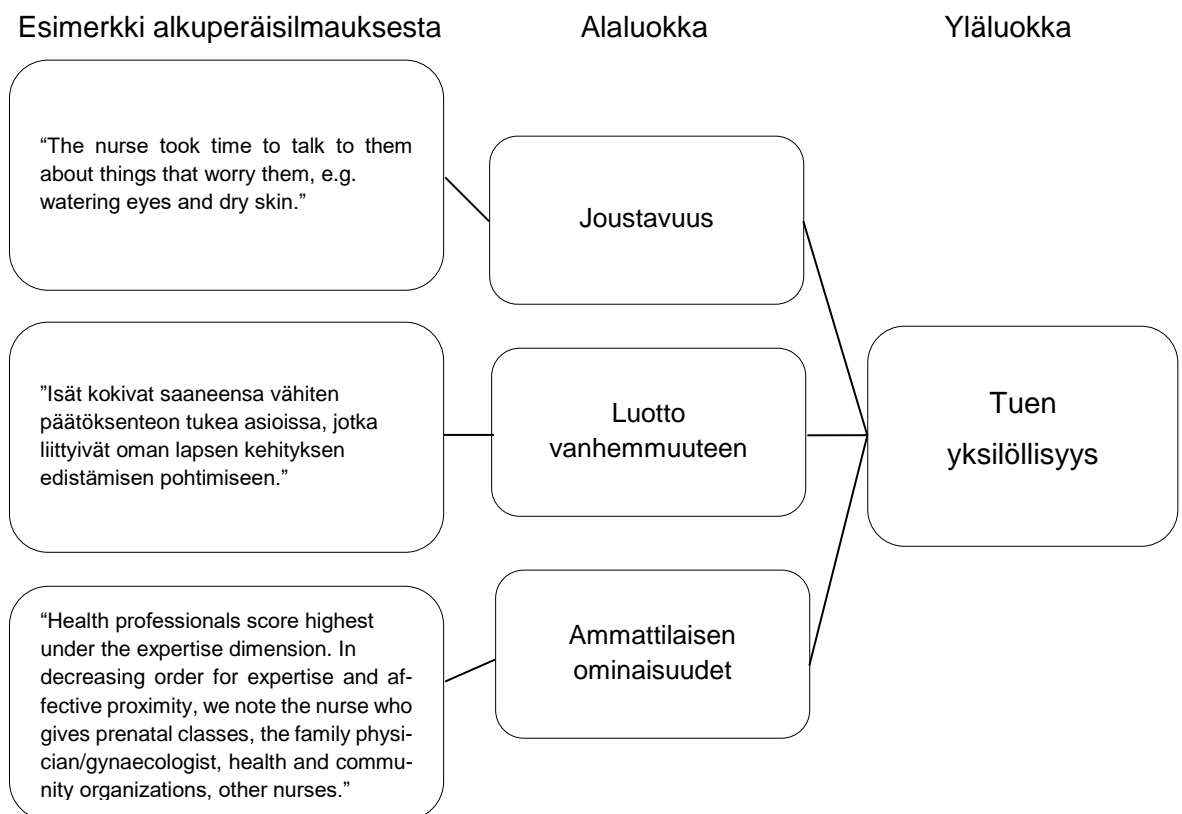 Esimerkki alkuperäisilmauksesta
Alaluokka
Yläluokka
“The nurse took time to talk to them
about things that worry them, e.g.
watering eyes and dry skin.”
Joustavuus
”Isät kokivat saaneensa vähiten
päätöksenteon tukea asioissa, jotka
liittyivät oman lapsen kehityksen
edistämisen pohtimiseen.”
Luotto
vanhemmuuteen
Tuen
yksilöllisyys
“Health professionals score highest
under the expertise dimension. In
decreasing order for expertise and af-
fective proximity, we note the nurse who
gives prenatal classes, the family physi-
cian/gynaecologist, health and commu-
nity organizations, other nurses.”
Ammattilaisen
ominaisuudet